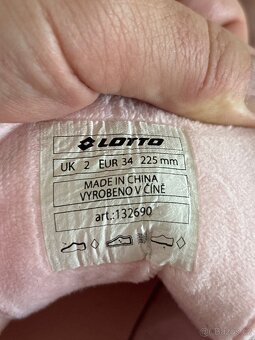 LOTTO
UK 2 EUR 34 225 mm
MADE IN CHINA
VYROBENO V ČÍNĚ
art.:132690